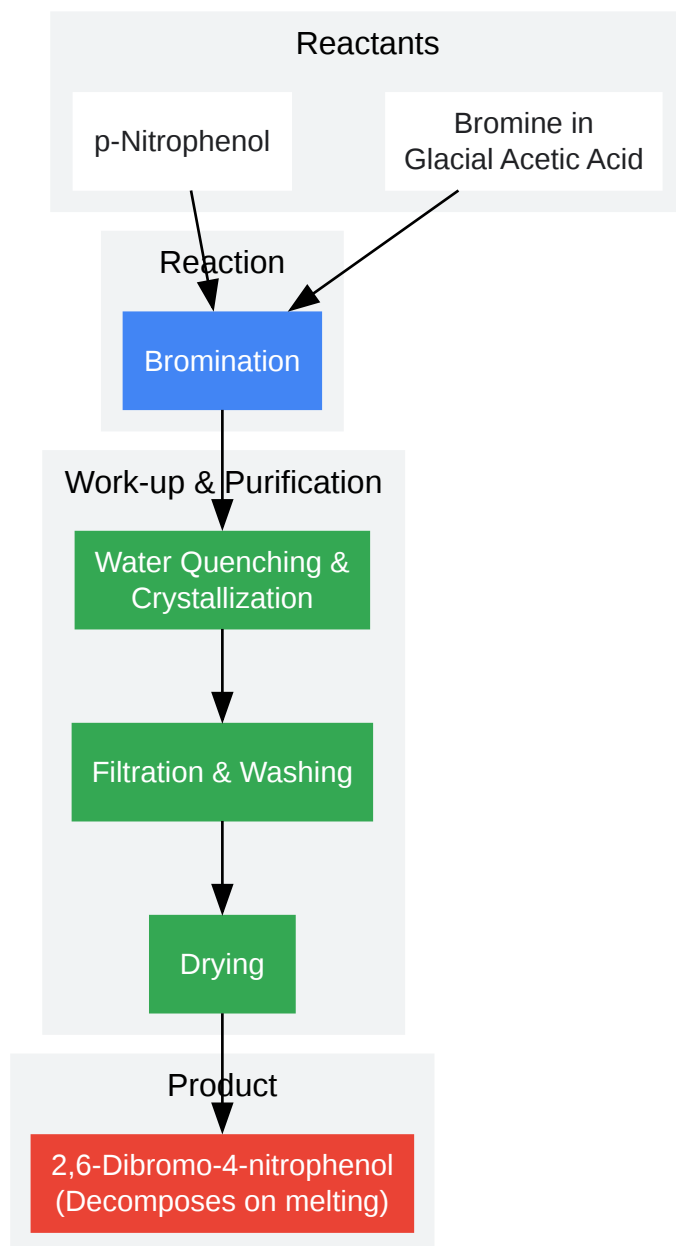 Reactants
p-Nitrophenol
Bromine in
Glacial Acetic Acid
Reaction
Bromination
Work-up & Purification
Water Quenching &
Crystallization
Filtration & Washing
Drying
Product
2,6-Dibromo-4-nitrophenol
(Decomposes on melting)